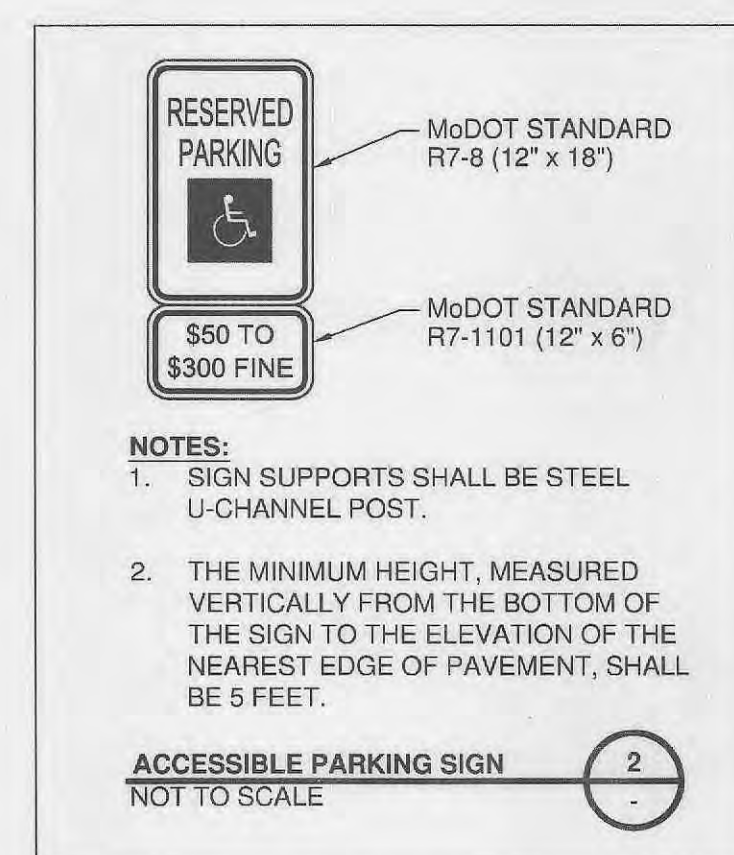 RESERVED
PARKING
MoDOT STANDARD
R7-8 (12" x 18")
$50 TO
$300 FINE
MoDOT STANDARD
R7-1101 (12" x 6")
NOTES:
1. SIGN SUPPORTS SHALL BE STEEL
U-CHANNEL POST.
2. THE MINIMUM HEIGHT, MEASURED
VERTICALLY FROM THE BOTTOM OF
THE SIGN TO THE ELEVATION OF THE
NEAREST EDGE OF PAVEMENT, SHALL
BE 5 FEET.
ACCESSIBLE PARKING SIGN
NOT TO SCALE
2
-